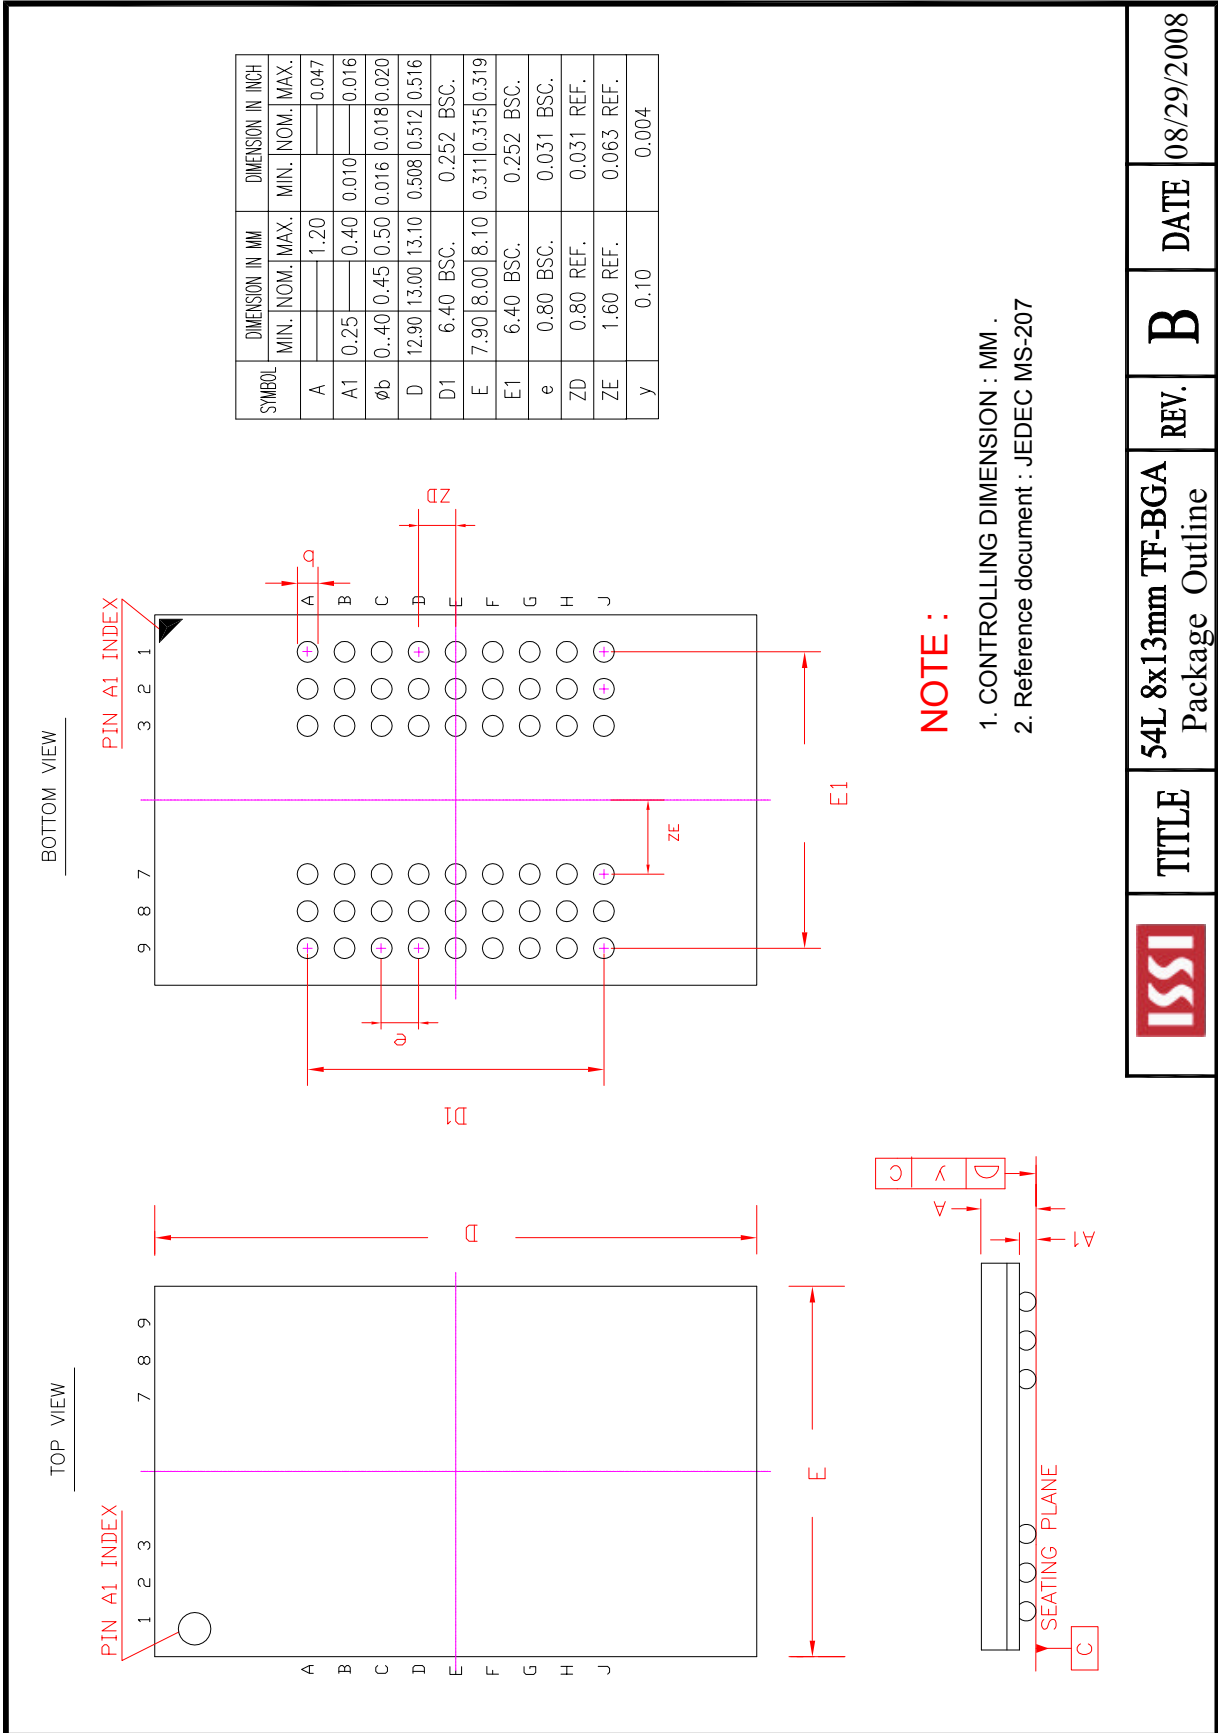 TOP VIEW
PIN A1 INDEX
1 2 3 7 8 9
A
B
C
D
E
F
G
H
J
D
E
BOTTOM VIEW
PIN A1 INDEX
9 8 7 3 2 1
A
B
C
D
E
F
G
H
J
b
ZD
e
D1
ZE
E1
SYMBOL DIMENSION IN MM DIMENSION IN INCH
MIN. NOM. MAX. MIN. NOM. MAX.
A 1.20 0.047
A1 0.25 0.40 0.010 0.016
øb 0..40 0.45 0.50 0.016 0.018 0.020
D 12.90 13.00 13.10 0.508 0.512 0.516
D1 6.40 BSC. 0.252 BSC.
E 7.90 8.00 8.10 0.311 0.315 0.319
E1 6.40 BSC. 0.252 BSC.
e 0.80 BSC. 0.031 BSC.
ZD 0.80 REF. 0.031 REF.
ZE 1.60 REF. 0.063 REF.
y 0.10 0.004
C y D
A
A1
SEATING PLANE
C
NOTE :
1. CONTROLLING DIMENSION : MM .
2. Reference document : JEDEC MS-207
ISSI
TITLE
54L 8x13mm TF-BGA
Package Outline
REV.
B
DATE
08/29/2008